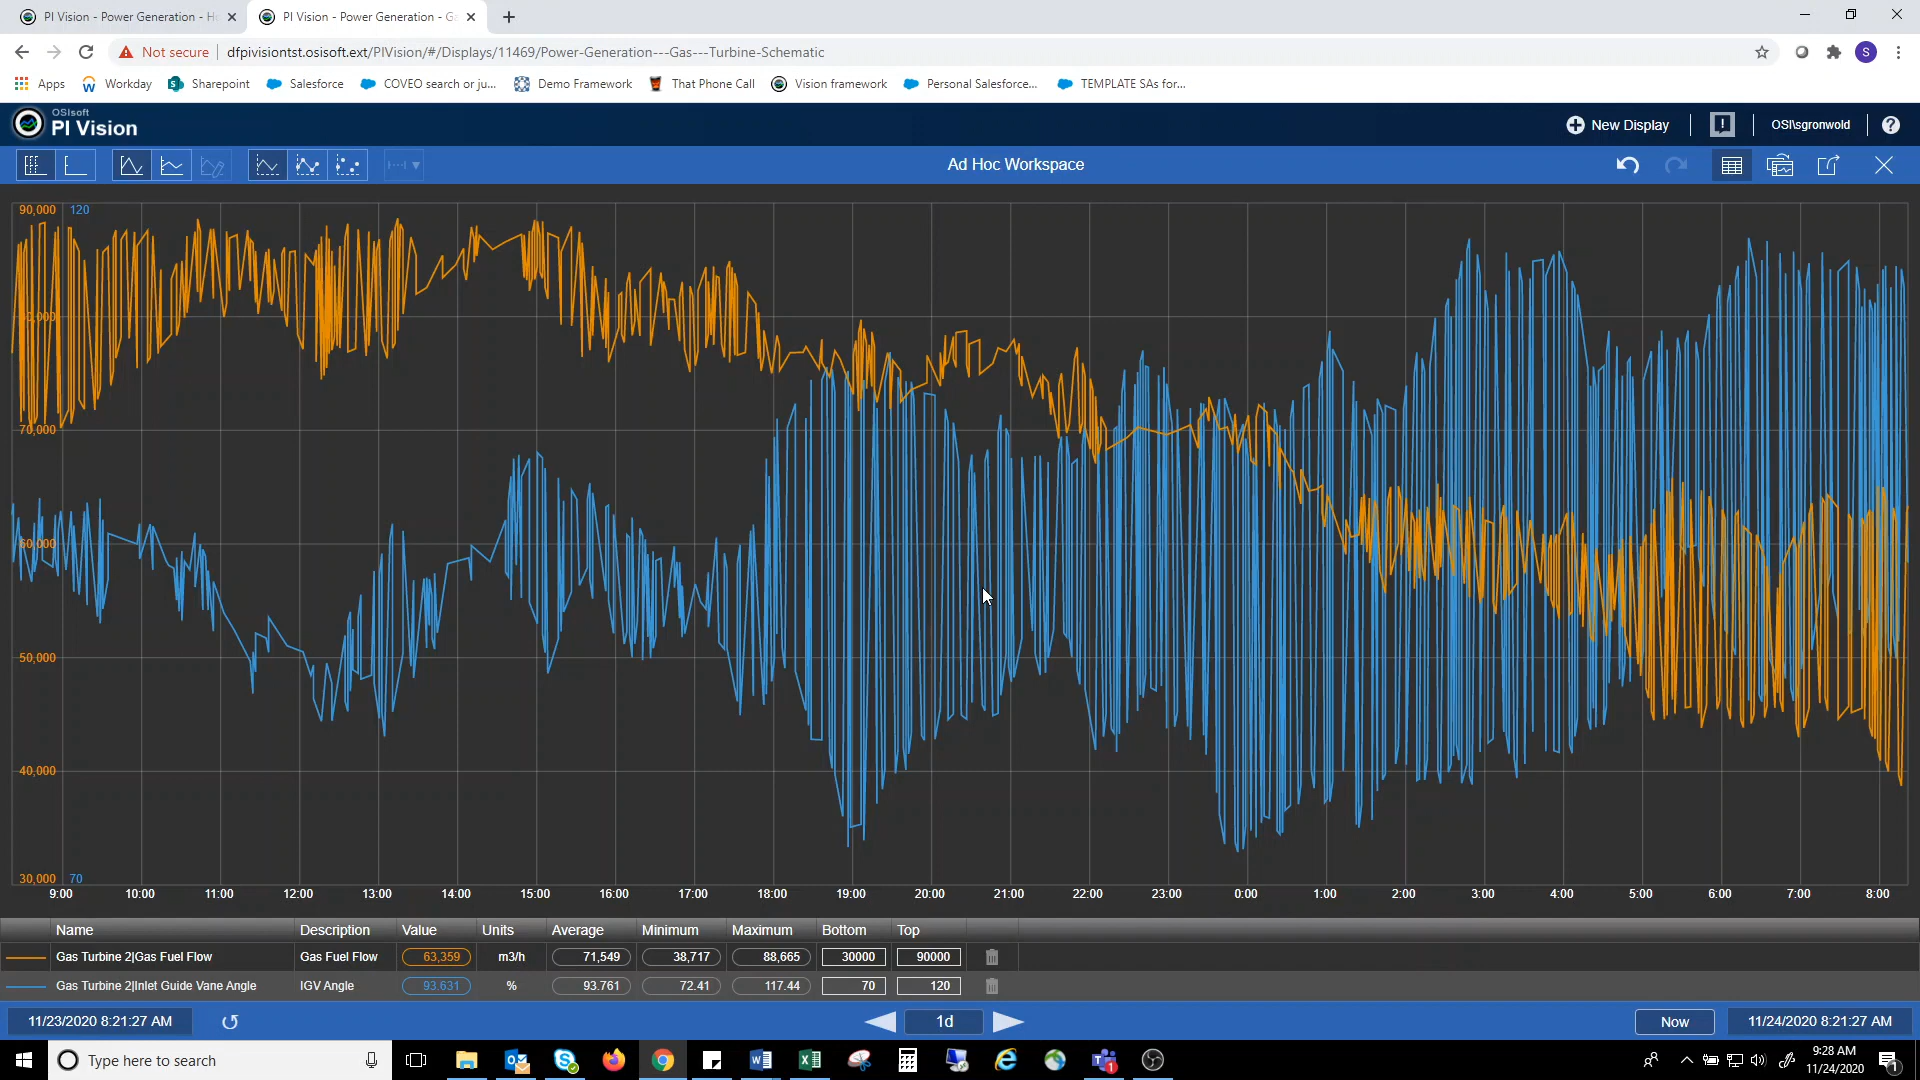 PI Vision - Power Generation - H
PI Vision - Power Generation - Ga
Not secure
dfpivisiontst.osisoft.ext/PIVision/#/Displays/11469/Power-Generation---Gas---Turbine-Schematic
S
Apps
Workday
Sharepoint
Salesforce
COVEO search or ju...
Demo Framework
That Phone Call
Vision framework
Personal Salesforce...
TEMPLATE SAs for...
OSIsoft
PI Vision
New Display
OSI\sgronwold
Ad Hoc Workspace
90,000 120
80,000
70,000
60,000
50,000
40,000
30,000 70
9:00 10:00 11:00 12:00 13:00 14:00 15:00 16:00 17:00 18:00 19:00 20:00 21:00 22:00 23:00 0:00 1:00 2:00 3:00 4:00 5:00 6:00 7:00 8:00
Name Description Value Units Average Minimum Maximum Bottom Top
Gas Turbine 2|Gas Fuel Flow Gas Fuel Flow 63,359 m3/h 71,549 38,717 88,665 30000 90000
Gas Turbine 2|Inlet Guide Vane Angle IGV Angle 93.631 % 93.761 72.41 117.44 70 120
11/23/2020 8:21:27 AM
1d
Now
11/24/2020 8:21:27 AM
Type here to search
9:28 AM
11/24/2020
1